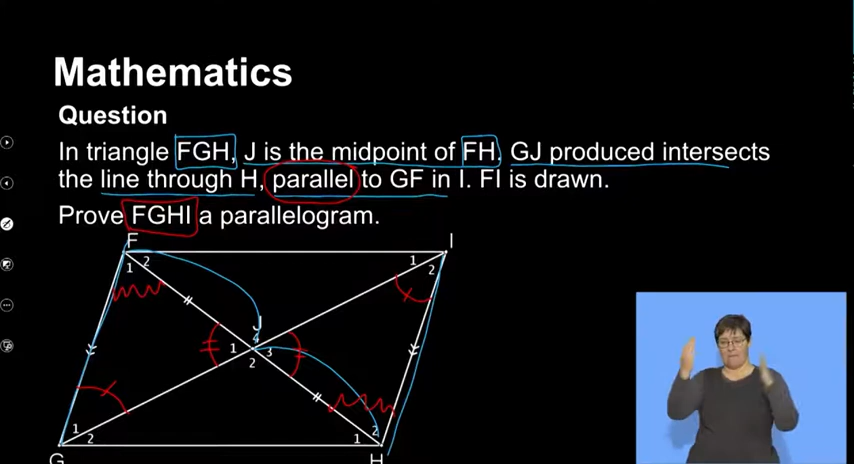 Mathematics
Question
In triangle FGH, J is the midpoint of FH. GJ produced intersects
the line through H, parallel to GF in I. FI is drawn.
Prove FGHI a parallelogram.
F
I
1 2
1 2
J
4
1 3
2
1 2
1 2
G
H